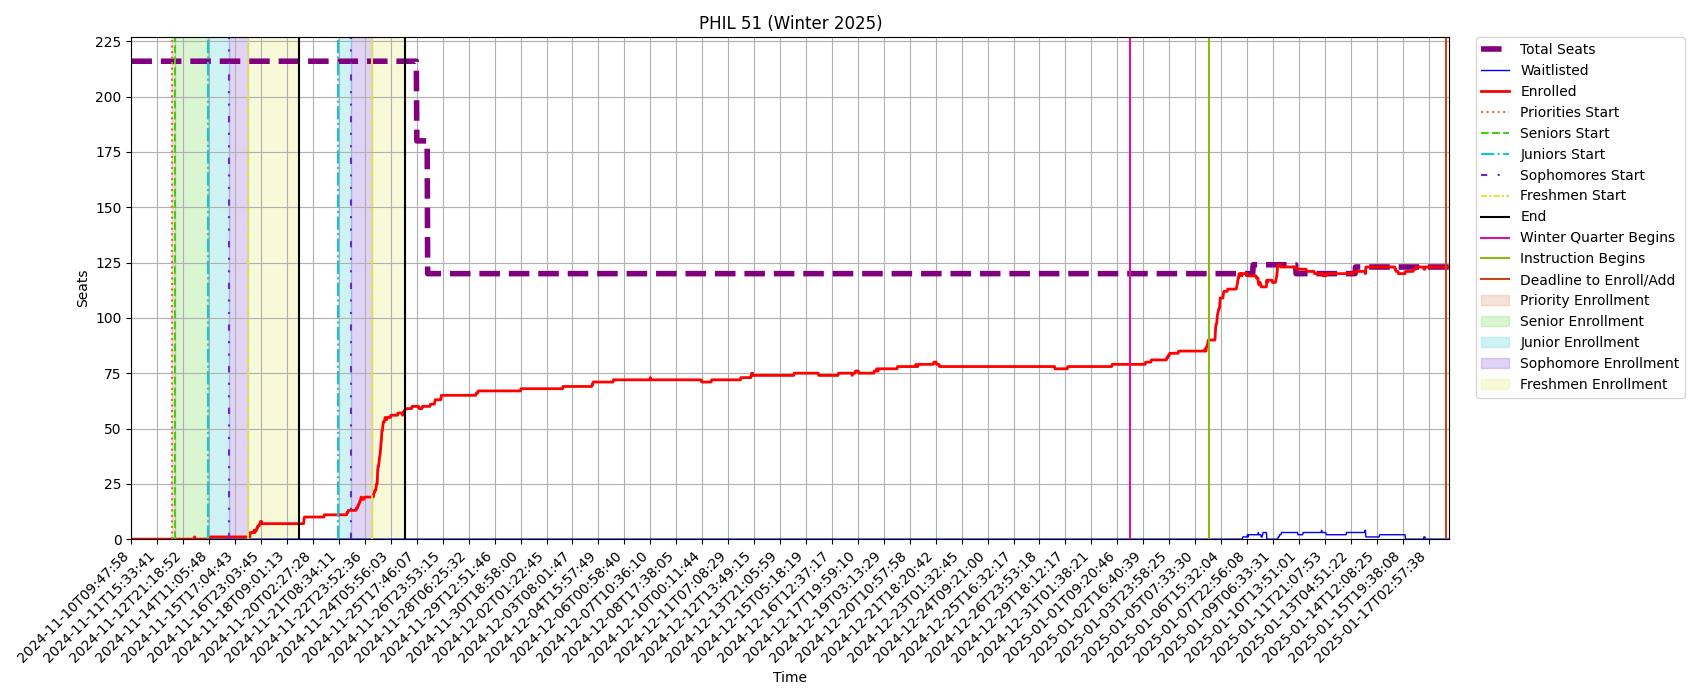 PHIL 51 (Winter 2025)
Seats
225
200
175
150
125
100
75
50
25
0
2024-11-10T09:47:58
2024-11-11T15:33:41
2024-11-12T21:18:52
2024-11-14T11:05:48
2024-11-15T17:04:43
2024-11-16T23:03:45
2024-11-18T09:01:13
2024-11-20T02:27:28
2024-11-21T08:34:11
2024-11-22T23:52:36
2024-11-24T05:56:03
2024-11-25T17:46:07
2024-11-26T23:53:15
2024-11-28T06:25:32
2024-11-29T12:51:46
2024-11-30T18:58:00
2024-12-02T01:22:45
2024-12-03T08:01:47
2024-12-04T15:57:49
2024-12-06T00:58:40
2024-12-07T10:36:10
2024-12-08T17:38:05
2024-12-10T00:11:44
2024-12-11T07:08:29
2024-12-12T13:49:15
2024-12-13T21:05:59
2024-12-15T05:18:19
2024-12-16T12:37:17
2024-12-17T19:59:10
2024-12-19T03:13:29
2024-12-20T10:57:58
2024-12-21T18:20:42
2024-12-23T01:32:45
2024-12-24T09:21:00
2024-12-25T16:32:17
2024-12-26T23:53:18
2024-12-29T18:12:17
2024-12-31T01:38:21
2025-01-01T09:20:46
2025-01-02T16:40:39
2025-01-03T23:58:25
2025-01-05T07:33:30
2025-01-06T15:32:04
2025-01-07T22:56:08
2025-01-09T06:33:31
2025-01-10T13:51:01
2025-01-11T21:07:53
2025-01-13T04:51:22
2025-01-14T12:08:25
2025-01-15T19:38:08
2025-01-17T02:57:38
Time
Total Seats
Waitlisted
Enrolled
Priorities Start
Seniors Start
Juniors Start
Sophomores Start
Freshmen Start
End
Winter Quarter Begins
Instruction Begins
Deadline to Enroll/Add
Priority Enrollment
Senior Enrollment
Junior Enrollment
Sophomore Enrollment
Freshmen Enrollment